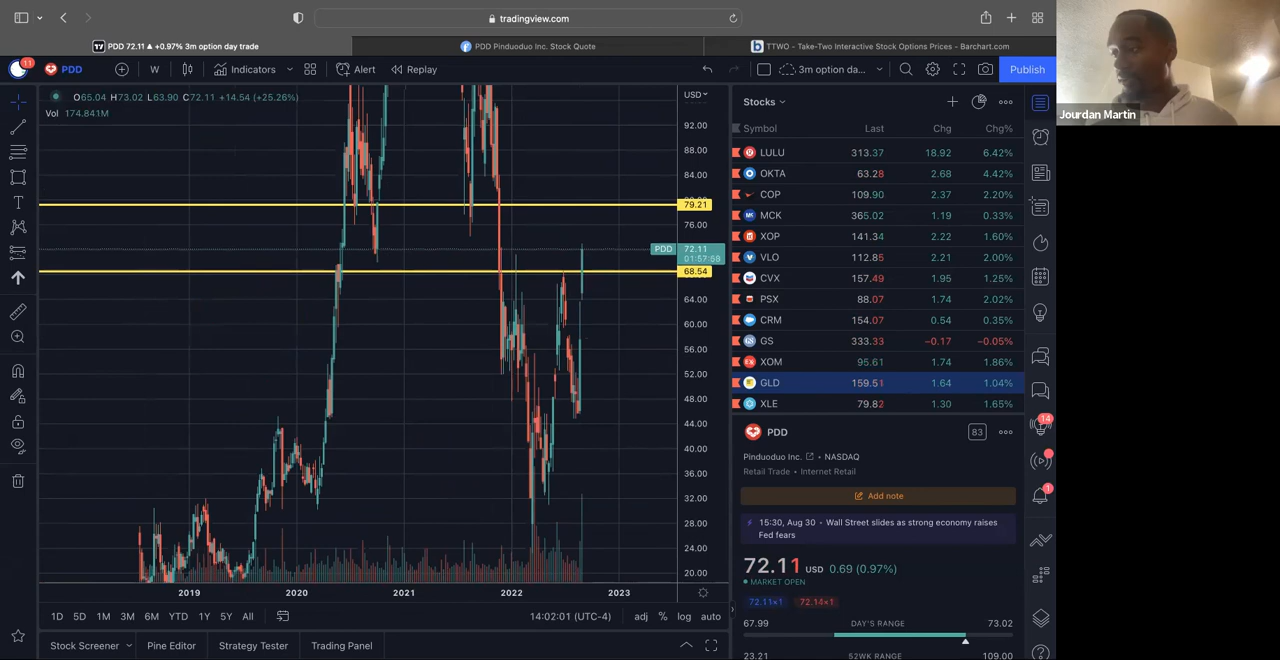 tradingview.com
PDD 72.11 ▲ +0.97% 3m option day trade
PDD Pinduoduo Inc. Stock Quote
TTWO - Take-Two Interactive Stock Options Prices - Barchart.com
11
PDD
W
Indicators
Alert
Replay
3m option da...
Publish
O65.04 H73.02 L63.90 C72.11 +14.54 (+25.26%)
Vol 174.841M
USD
92.00
88.00
84.00
79.21
76.00
PDD 72.11
01:57:58
68.54
64.00
60.00
56.00
52.00
48.00
44.00
40.00
36.00
32.00
28.00
24.00
20.00
2019 2020 2021 2022 2023
1D 5D 1M 3M 6M YTD 1Y 5Y All
14:02:01 (UTC-4) adj % log auto
Stock Screener Pine Editor Strategy Tester Trading Panel
Stocks
Symbol Last Chg Chg%
LULU 313.37 18.92 6.42%
OKTA 63.28 2.68 4.42%
COP 109.90 2.37 2.20%
MCK 365.02 1.19 0.33%
XOP 141.34 2.22 1.60%
VLO 112.85 2.21 2.00%
CVX 157.49 1.95 1.25%
PSX 88.07 1.74 2.02%
CRM 154.07 0.54 0.35%
GS 333.33 −0.17 −0.05%
XOM 95.61 1.74 1.86%
GLD 159.51 1.64 1.04%
XLE 79.82 1.30 1.65%
PDD 83
Pinduoduo Inc. • NASDAQ
Retail Trade • Internet Retail
Add note
15:30, Aug 30 • Wall Street slides as strong economy raises
Fed fears
72.11 USD 0.69 (0.97%)
MARKET OPEN
72.11×1 72.14×1
67.99 DAY'S RANGE 73.02
23.21 52WK RANGE 109.00
14
1
Jourdan Martin